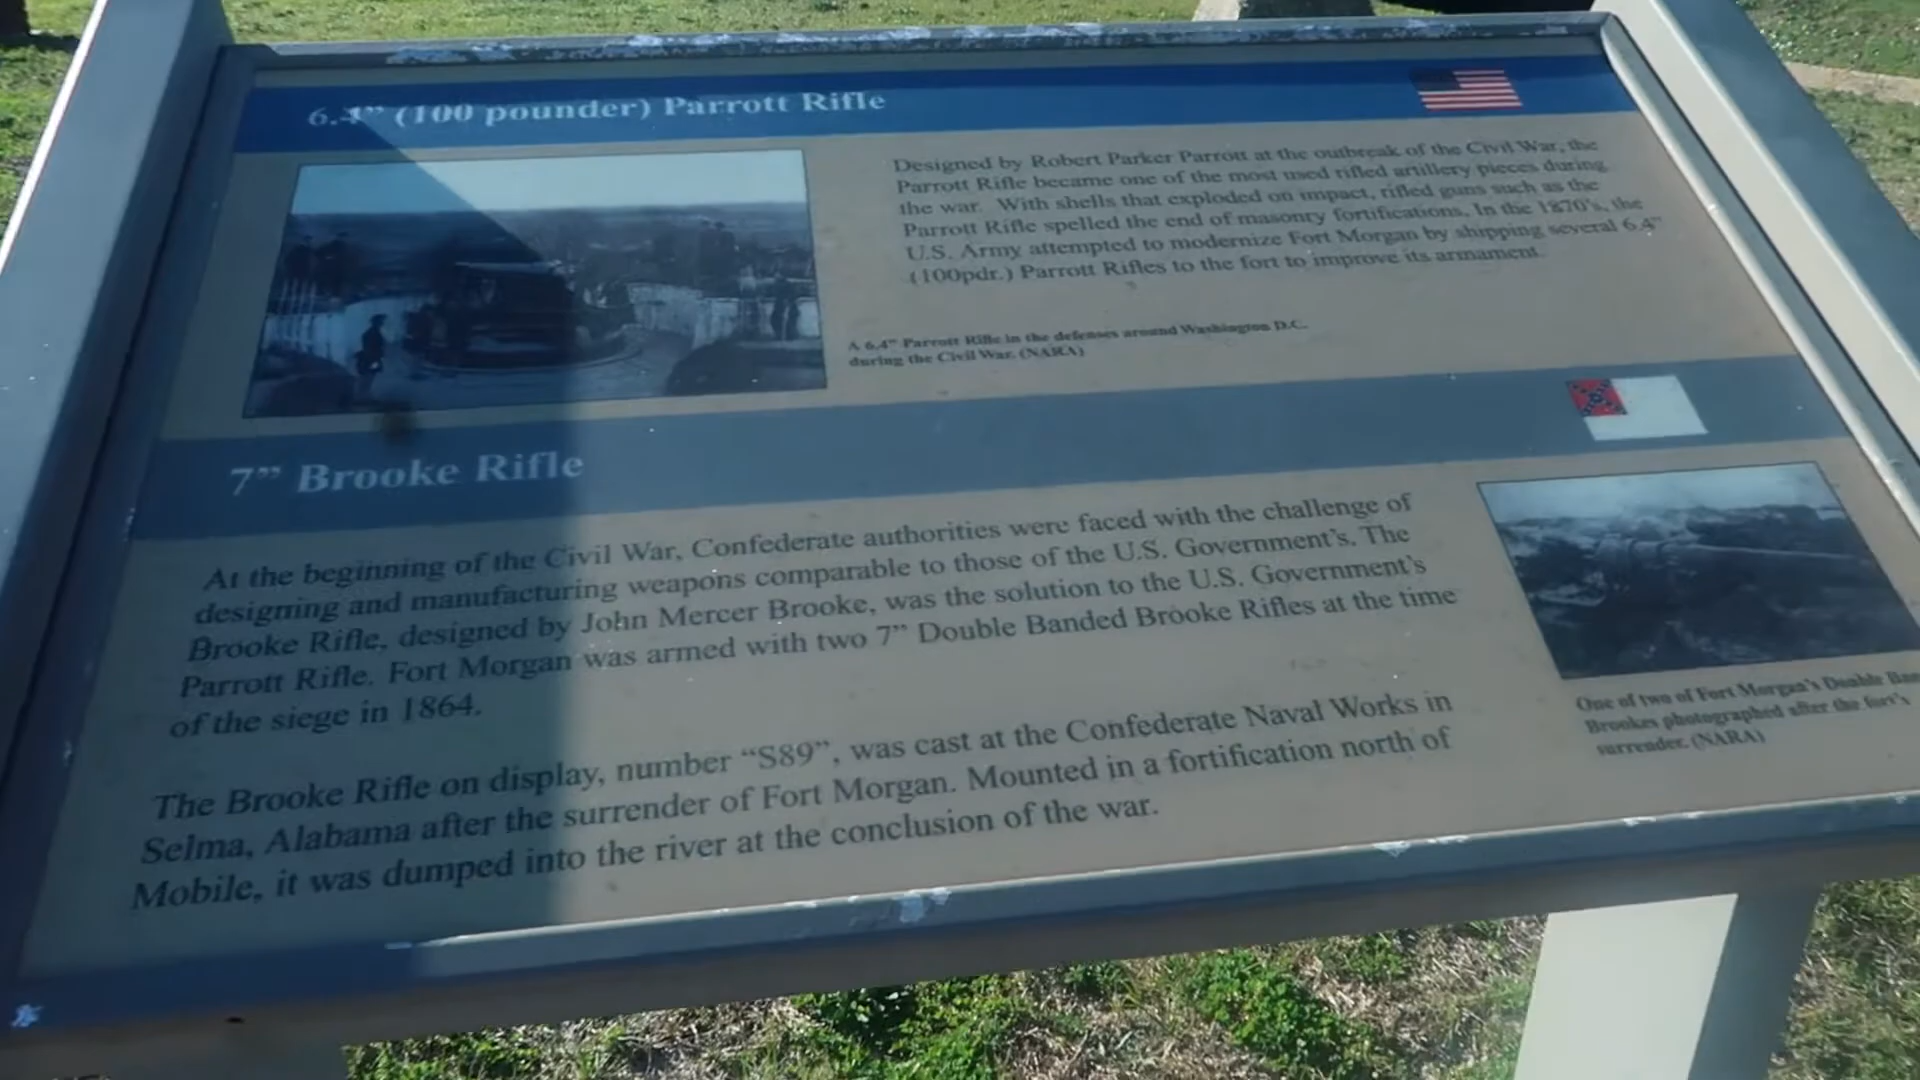 6.4” (100 pounder) Parrott Rifle
Designed by Robert Parker Parrott at the outbreak of the Civil War, the
Parrott Rifle became one of the most used rifled artillery pieces during
the war. With shells that exploded on impact, rifled guns such as the
Parrott Rifle spelled the end of masonry fortifications. In the 1870's, the
U.S. Army attempted to modernize Fort Morgan by shipping several 6.4"
(100pdr.) Parrott Rifles to the fort to improve its armament.
A 6.4" Parrott Rifle in the defenses around Washington D.C.
during the Civil War. (NARA)
7” Brooke Rifle
At the beginning of the Civil War, Confederate authorities were faced with the challenge of
designing and manufacturing weapons comparable to those of the U.S. Government's. The
Brooke Rifle, designed by John Mercer Brooke, was the solution to the U.S. Government's
Parrott Rifle. Fort Morgan was armed with two 7” Double Banded Brooke Rifles at the time
of the siege in 1864.
The Brooke Rifle on display, number “S89”, was cast at the Confederate Naval Works in
Selma, Alabama after the surrender of Fort Morgan. Mounted in a fortification north of
Mobile, it was dumped into the river at the conclusion of the war.
One of two of Fort Morgan's Double Ban
Brookes photographed after the fort's
surrender. (NARA)